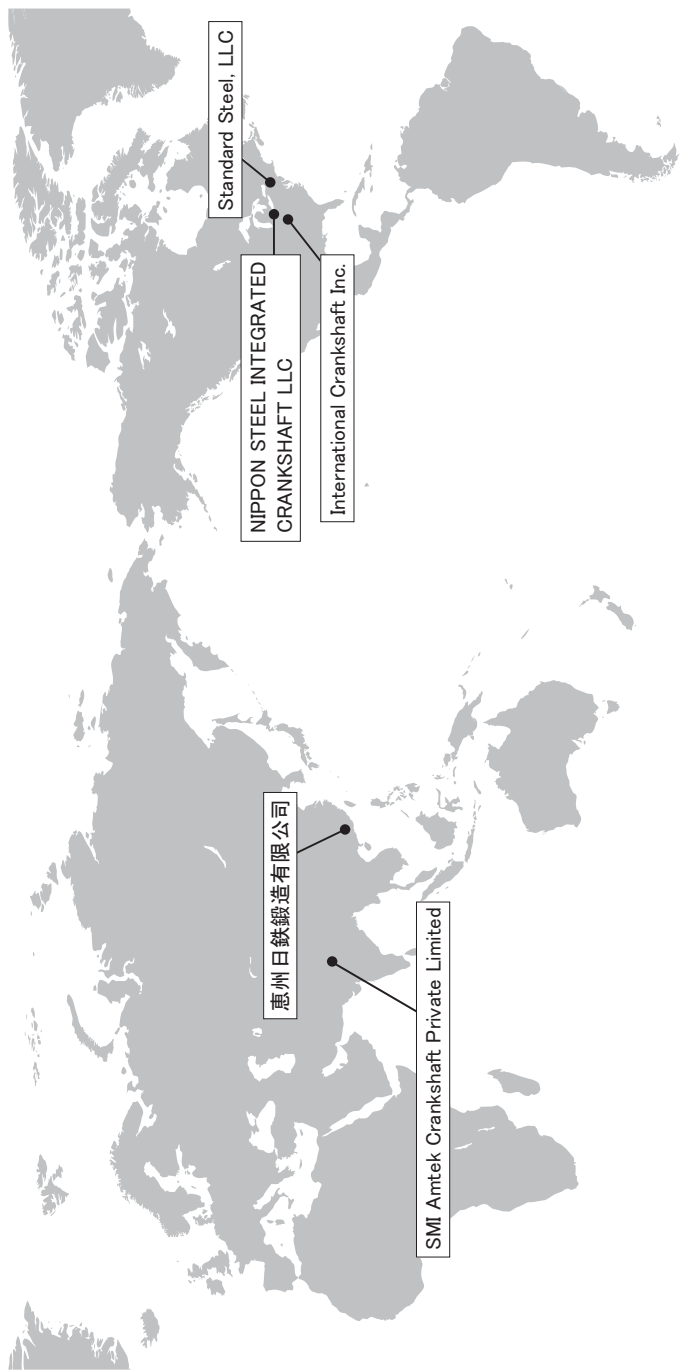 Standard Steel, LLC
NIPPON STEEL INTEGRATED
CRANKSHAFT LLC
International Crankshaft Inc.
恵州日鉄鍛造有限公司
SMI Amtek Crankshaft Private Limited